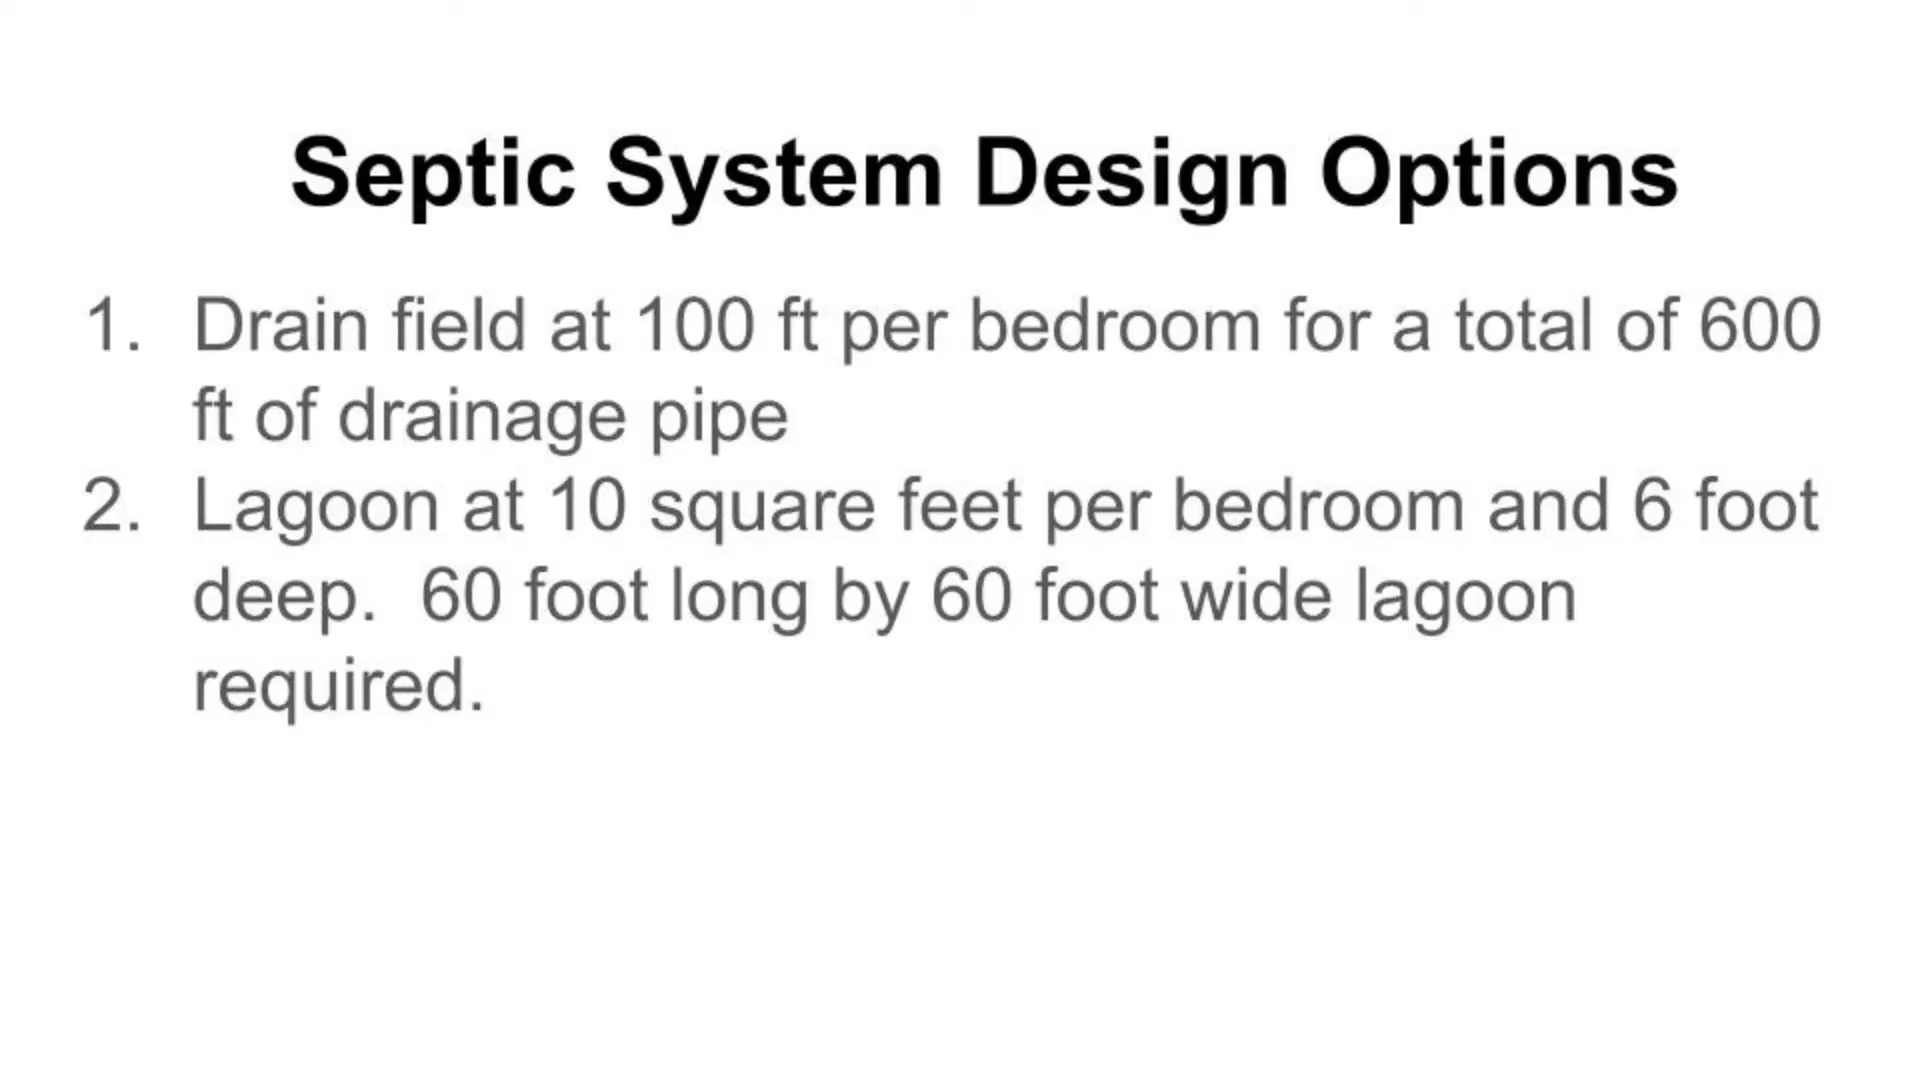 Septic System Design Options
1. Drain field at 100 ft per bedroom for a total of 600
ft of drainage pipe
2. Lagoon at 10 square feet per bedroom and 6 foot
deep.  60 foot long by 60 foot wide lagoon
required.